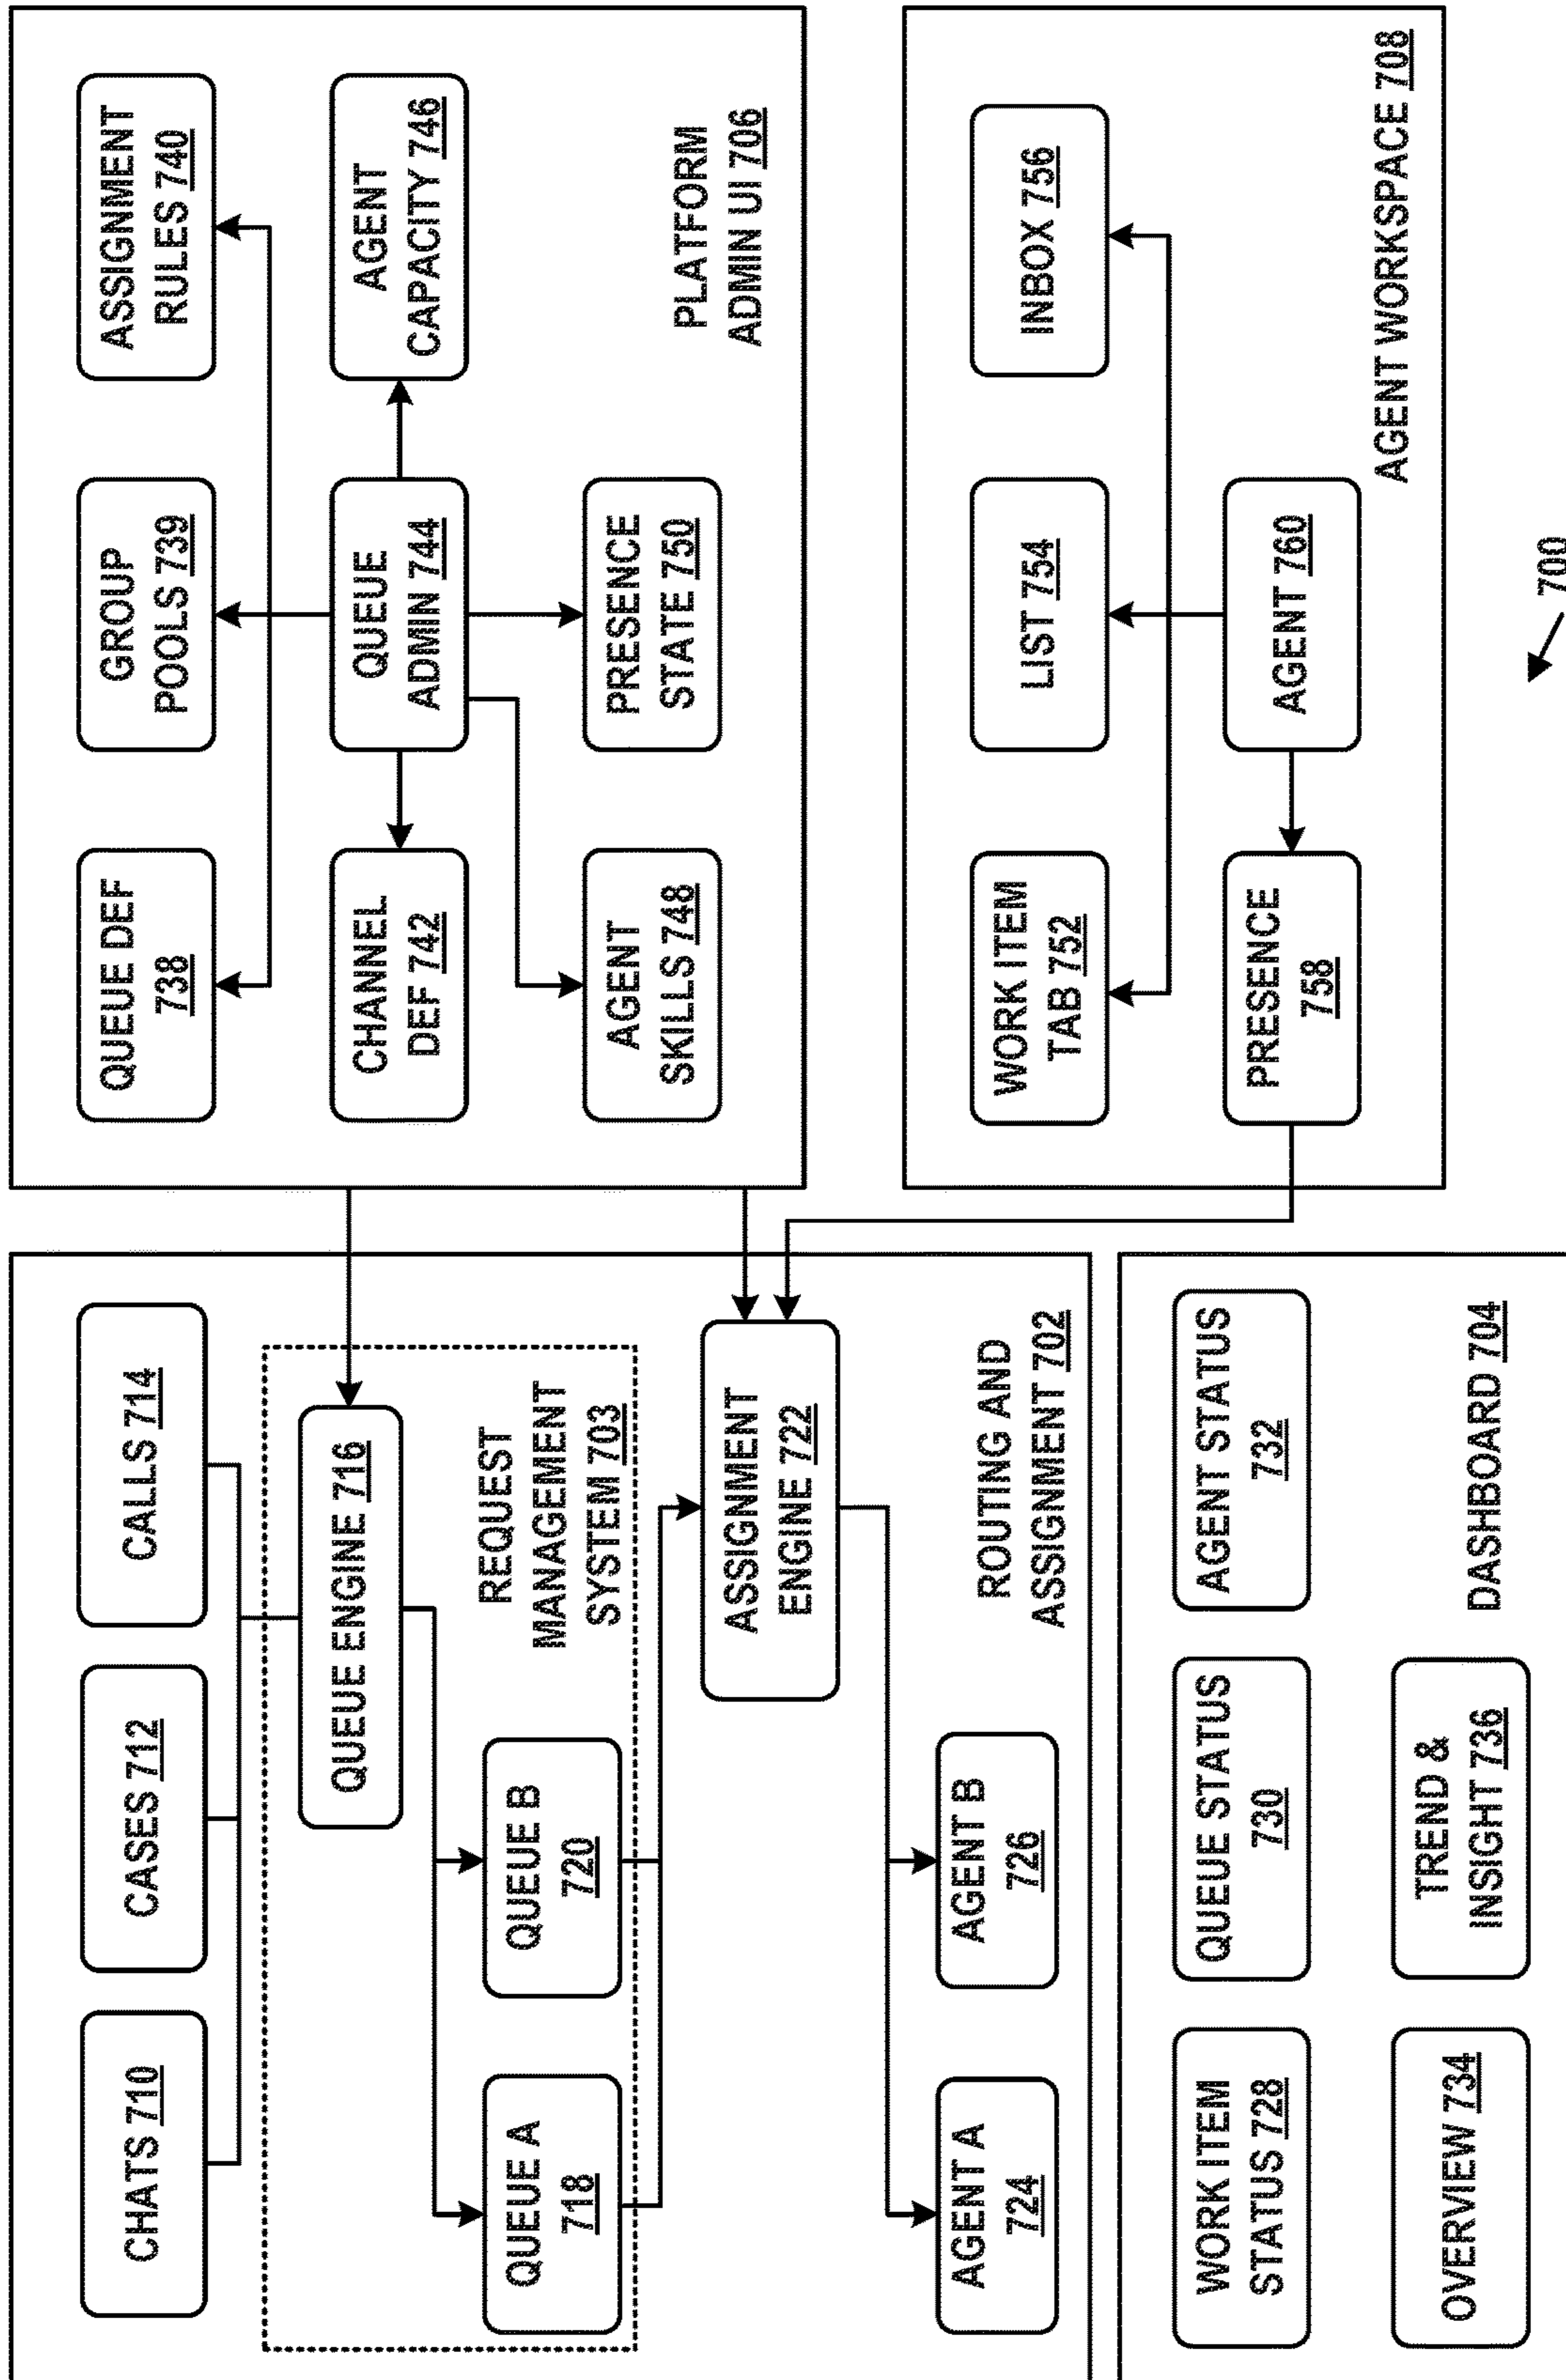 CHATS 710
CASES 712
CALLS 714
QUEUE ENGINE 716
QUEUE A
718
QUEUE B
720
REQUEST
MANAGEMENT
SYSTEM 703
ASSIGNMENT
ENGINE 722
AGENT A
724
AGENT B
726
ROUTING AND
ASSIGNMENT 702
WORK ITEM
STATUS 728
QUEUE STATUS
730
AGENT STATUS
732
OVERVIEW 734
TREND &
INSIGHT 736
DASHBOARD 704
QUEUE DEF
738
GROUP
POOLS 739
ASSIGNMENT
RULES 740
CHANNEL
DEF 742
QUEUE
ADMIN 744
AGENT
CAPACITY 746
AGENT
SKILLS 748
PRESENCE
STATE 750
PLATFORM
ADMIN UI 706
WORK ITEM
TAB 752
LIST 754
INBOX 756
PRESENCE
758
AGENT 760
AGENT WORKSPACE 708
700